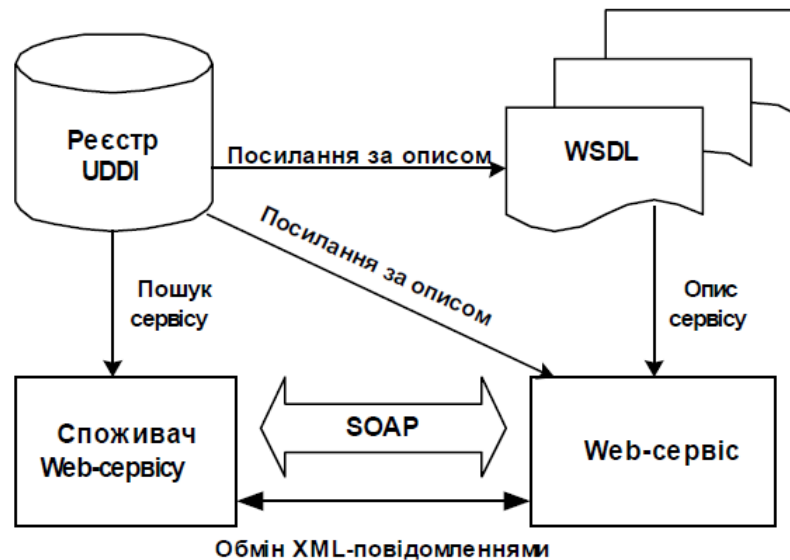 Реєстр
UDDI
Посилання за описом
WSDL
Посилання за описом
Пошук
сервісу
Опис
сервісу
Споживач
Web-сервісу
SOAP
Web-сервіс
Обмін XML-повідомленнями